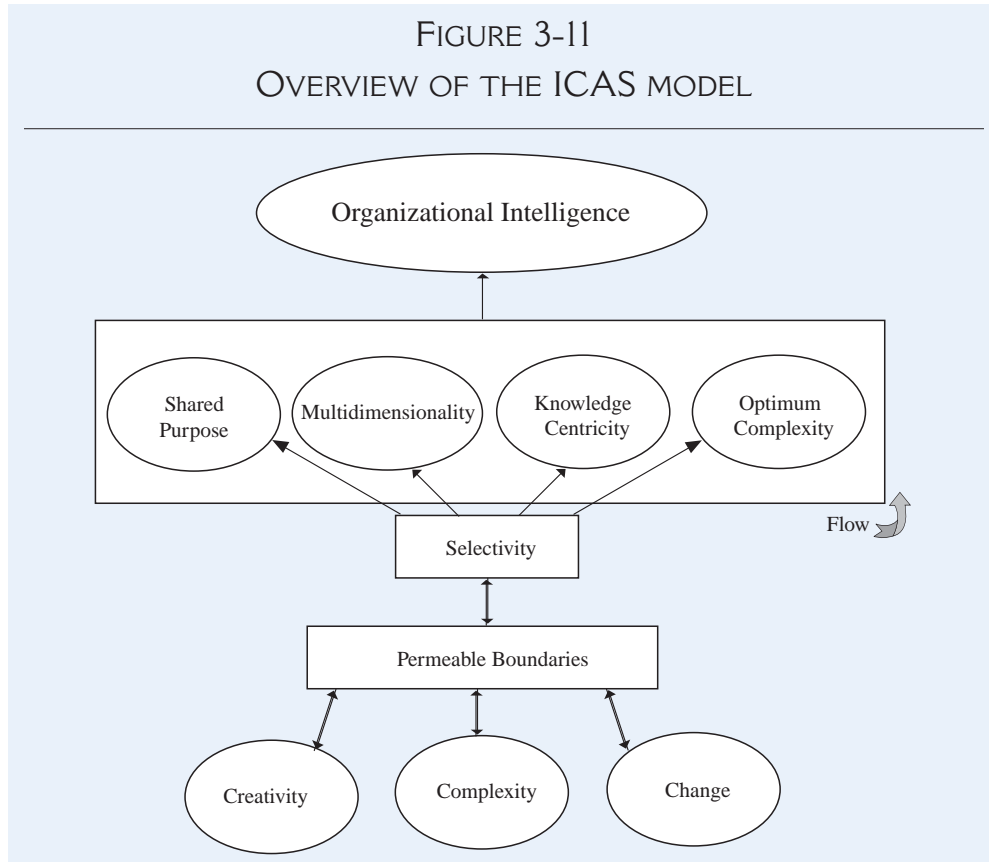 FIGURE 3-11
OVERVIEW OF THE ICAS MODEL
Organizational Intelligence
Shared
Purpose
Multidimensionality
Knowledge
Centricity
Optimum
Complexity
Flow
Selectivity
Permeable Boundaries
Creativity
Complexity
Change